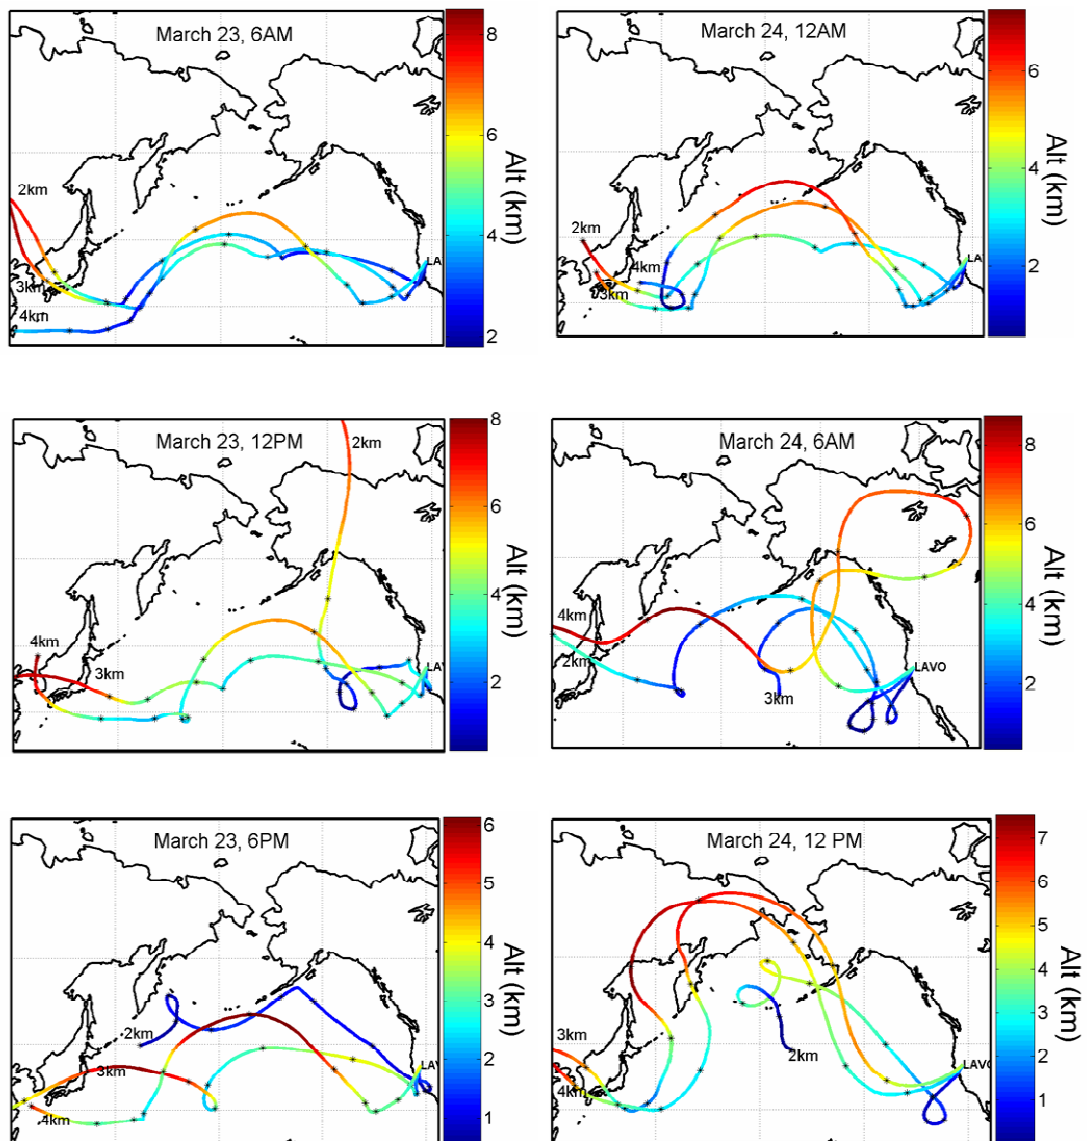 March 23, 6AM
2km
3km
4km
LA
8
6
4
2
Alt (km)
March 24, 12AM
2km
4km
3km
LA
6
4
2
Alt (km)
March 23, 12PM
2km
4km
3km
LA
8
6
4
2
Alt (km)
March 24, 6AM
4km
2km
3km
LAVO
8
6
4
2
Alt (km)
March 23, 6PM
2km
3km
4km
LAVO
6
5
4
3
2
1
Alt (km)
March 24, 12 PM
3km
4km
2km
LAVO
7
6
5
4
3
2
1
Alt (km)